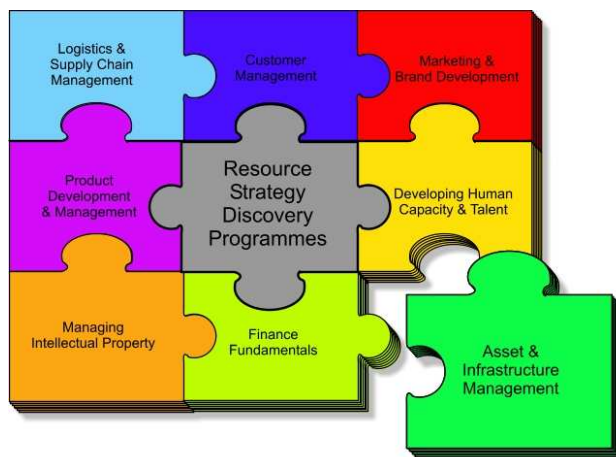 Logistics &
Supply Chain
Management
Customer
Management
Marketing &
Brand Development
Product
Development
& Management
Resource
Strategy
Discovery
Programmes
Developing Human
Capacity & Talent
Managing
Intellectual Property
Finance
Fundamentals
Asset &
Infrastructure
Management